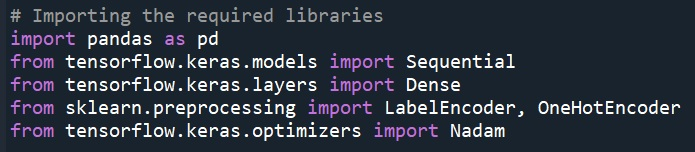 # Importing the required libraries
import pandas as pd
from tensorflow.keras.models import Sequential
from tensorflow.keras.layers import Dense
from sklearn.preprocessing import LabelEncoder, OneHotEncoder
from tensorflow.keras.optimizers import Nadam